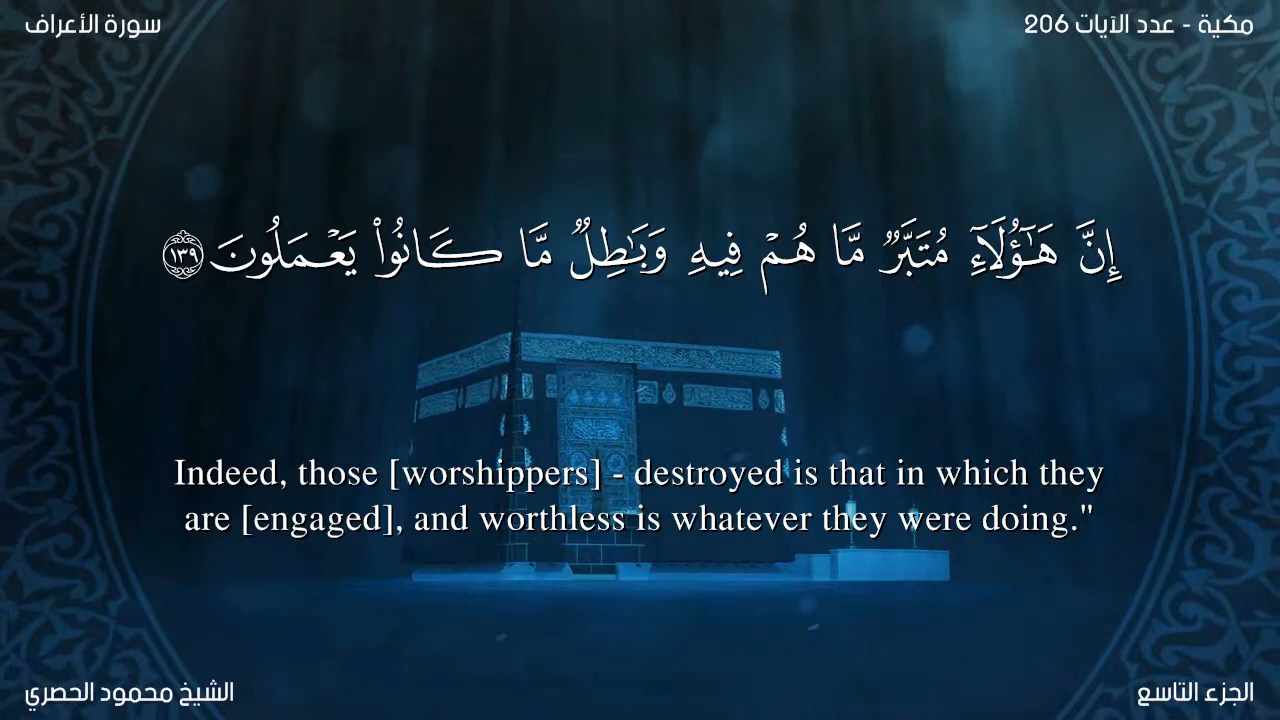 سورة الأعراف
مكية - عدد الآيات 206
إِنَّ هَٰٓؤُلَآءِ مُتَبَّرٌ مَّا هُمْ فِيهِ وَبَٰطِلٌ مَّا كَانُوا۟ يَعْمَلُونَ ١٣٩
Indeed, those [worshippers] - destroyed is that in which they
are [engaged], and worthless is whatever they were doing."
الشيخ محمود الحصري
الجزء التاسع